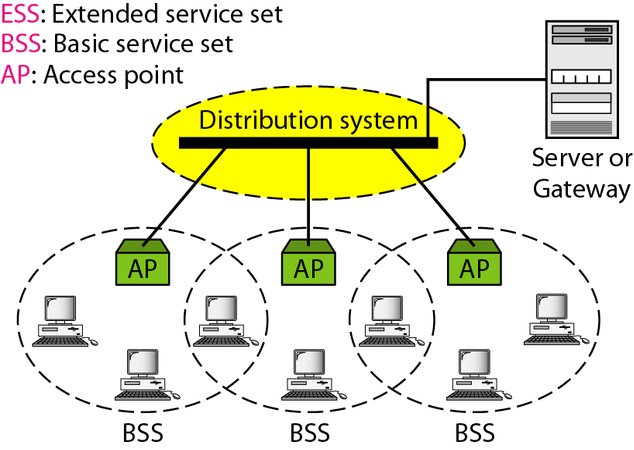 ESS: Extended service set
BSS: Basic service set
AP: Access point
Distribution system
Server or
Gateway
AP
AP
AP
BSS
BSS
BSS